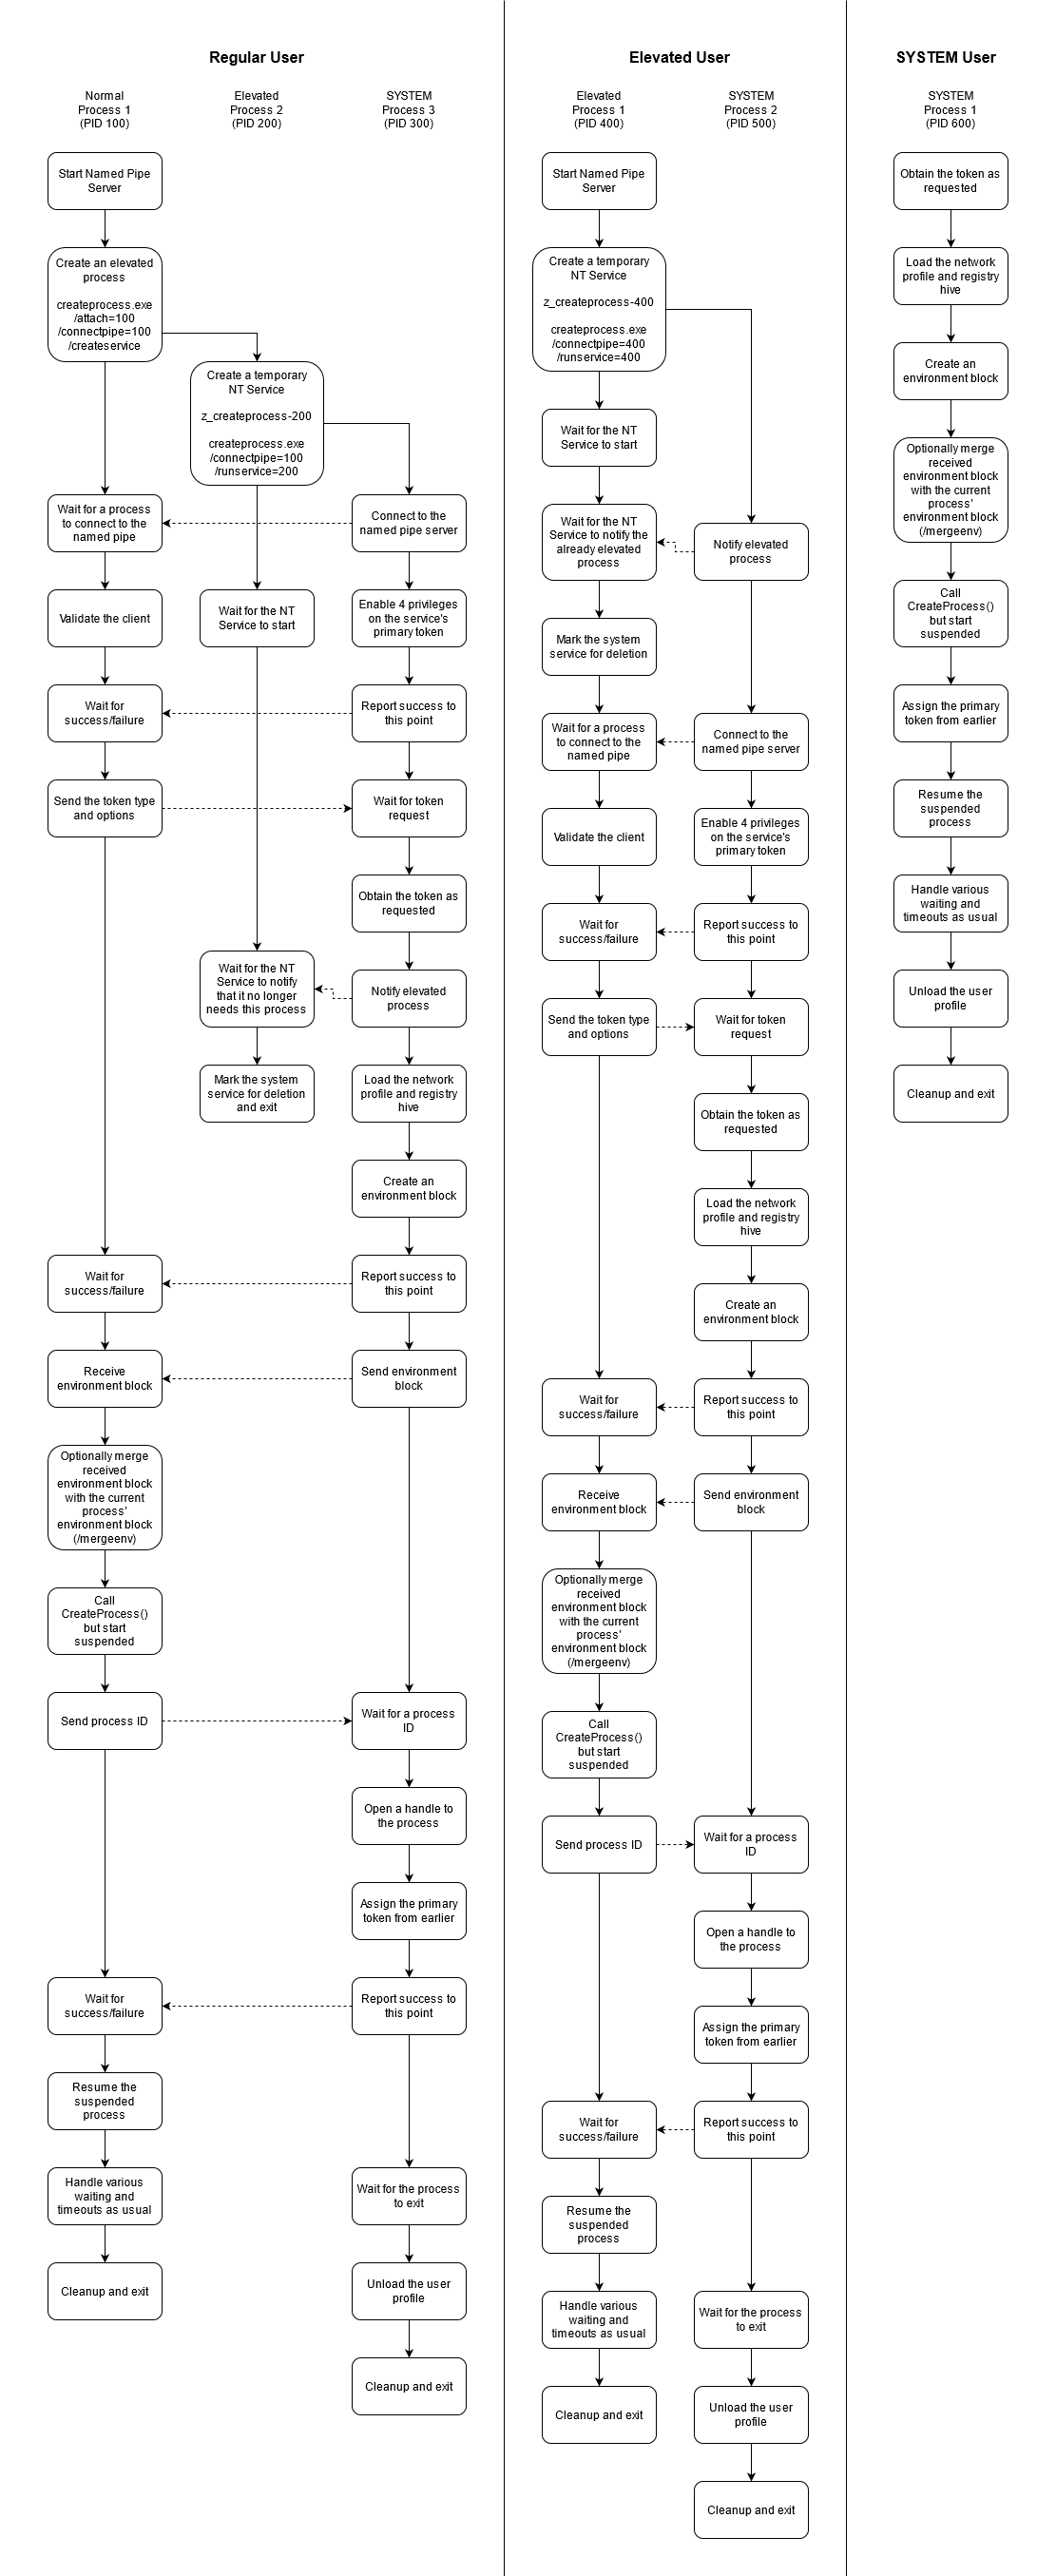 Regular User
Normal
Process 1
(PID 100)
Elevated
Process 2
(PID 200)
SYSTEM
Process 3
(PID 300)
Start Named Pipe
Server
Create an elevated
process
createprocess.exe
/attach=100
/connectpipe=100
/createservice
Create a temporary
NT Service
z_createprocess-200
createprocess.exe
/connectpipe=100
/runservice=200
Wait for a process
to connect to the
named pipe
Connect to the
named pipe server
Validate the client
Wait for the NT
Service to start
Enable 4 privileges
on the service's
primary token
Wait for
success/failure
Report success to
this point
Send the token type
and options
Wait for token
request
Obtain the token as
requested
Wait for the NT
Service to notify
that it no longer
needs this process
Notify elevated
process
Mark the system
service for deletion
and exit
Load the network
profile and registry
hive
Create an
environment block
Wait for
success/failure
Report success to
this point
Receive
environment block
Send environment
block
Optionally merge
received
environment block
with the current
process'
environment block
(/mergeenv)
Call
CreateProcess()
but start
suspended
Send process ID
Wait for a process
ID
Open a handle to
the process
Assign the primary
token from earlier
Wait for
success/failure
Report success to
this point
Resume the
suspended
process
Handle various
waiting and
timeouts as usual
Wait for the process
to exit
Cleanup and exit
Unload the user
profile
Cleanup and exit
Elevated User
Elevated
Process 1
(PID 400)
SYSTEM
Process 2
(PID 500)
Start Named Pipe
Server
Create a temporary
NT Service
z_createprocess-400
createprocess.exe
/connectpipe=400
/runservice=400
Wait for the NT
Service to start
Wait for the NT
Service to notify the
already elevated
process
Notify elevated
process
Mark the system
service for deletion
Wait for a process
to connect to the
named pipe
Connect to the
named pipe server
Validate the client
Enable 4 privileges
on the service's
primary token
Wait for
success/failure
Report success to
this point
Send the token type
and options
Wait for token
request
Obtain the token as
requested
Load the network
profile and registry
hive
Create an
environment block
Wait for
success/failure
Report success to
this point
Receive
environment block
Send environment
block
Optionally merge
received
environment block
with the current
process'
environment block
(/mergeenv)
Call
CreateProcess()
but start
suspended
Send process ID
Wait for a process
ID
Open a handle to
the process
Assign the primary
token from earlier
Wait for
success/failure
Report success to
this point
Resume the
suspended
process
Handle various
waiting and
timeouts as usual
Wait for the process
to exit
Cleanup and exit
Unload the user
profile
Cleanup and exit
SYSTEM User
SYSTEM
Process 1
(PID 600)
Obtain the token as
requested
Load the network
profile and registry
hive
Create an
environment block
Optionally merge
received
environment block
with the current
process'
environment block
(/mergeenv)
Call
CreateProcess()
but start
suspended
Assign the primary
token from earlier
Resume the
suspended
process
Handle various
waiting and
timeouts as usual
Unload the user
profile
Cleanup and exit